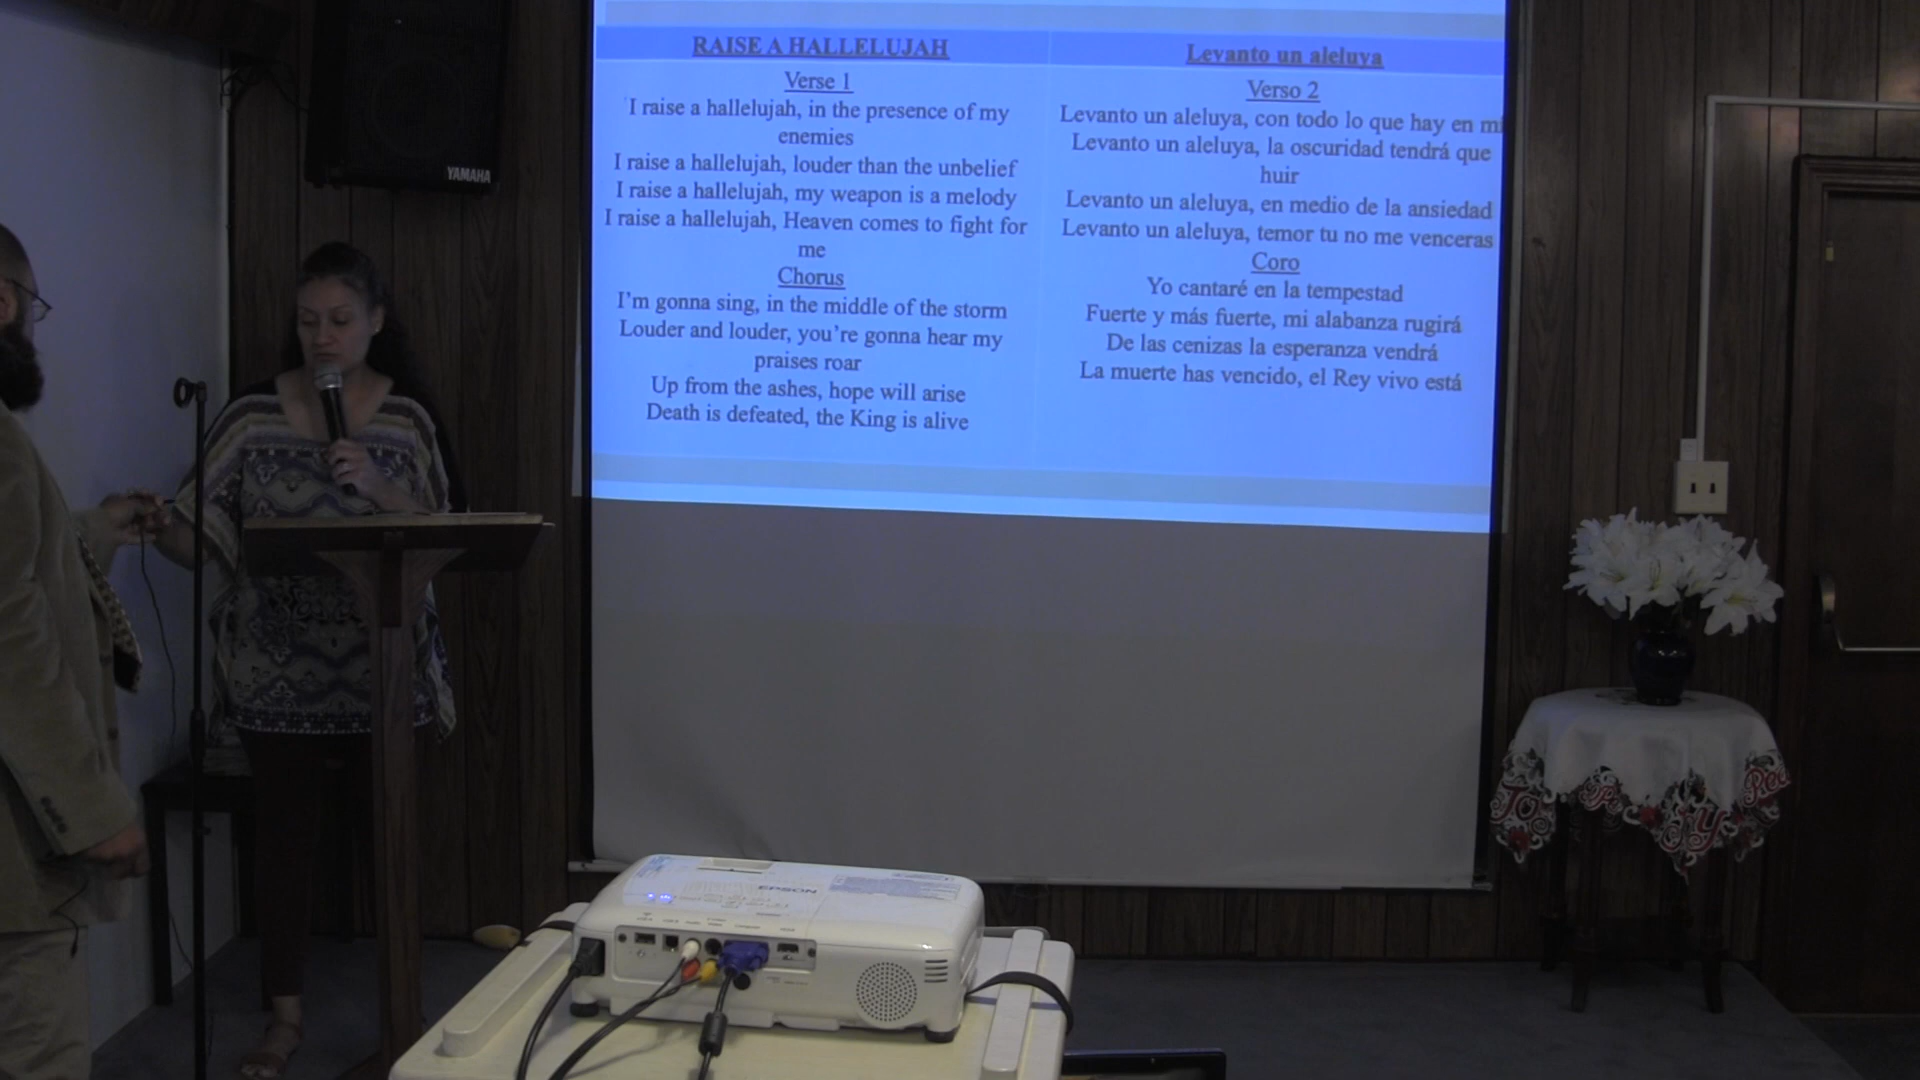 RAISE A HALLELUJAH
Verse 1
I raise a hallelujah, in the presence of my
enemies
I raise a hallelujah, louder than the unbelief
I raise a hallelujah, my weapon is a melody
I raise a hallelujah, Heaven comes to fight for
me
Chorus
I'm gonna sing, in the middle of the storm
Louder and louder, you're gonna hear my
praises roar
Up from the ashes, hope will arise
Death is defeated, the King is alive
Levanto un aleluya
Verso 2
Levanto un aleluya, con todo lo que hay en mi
Levanto un aleluya, la oscuridad tendrá que
huir
Levanto un aleluya, en medio de la ansiedad
Levanto un aleluya, temor tu no me venceras
Coro
Yo cantaré en la tempestad
Fuerte y más fuerte, mi alabanza rugirá
De las cenizas la esperanza vendrá
La muerte has vencido, el Rey vivo está
YAMAHA
EPSON
Joy